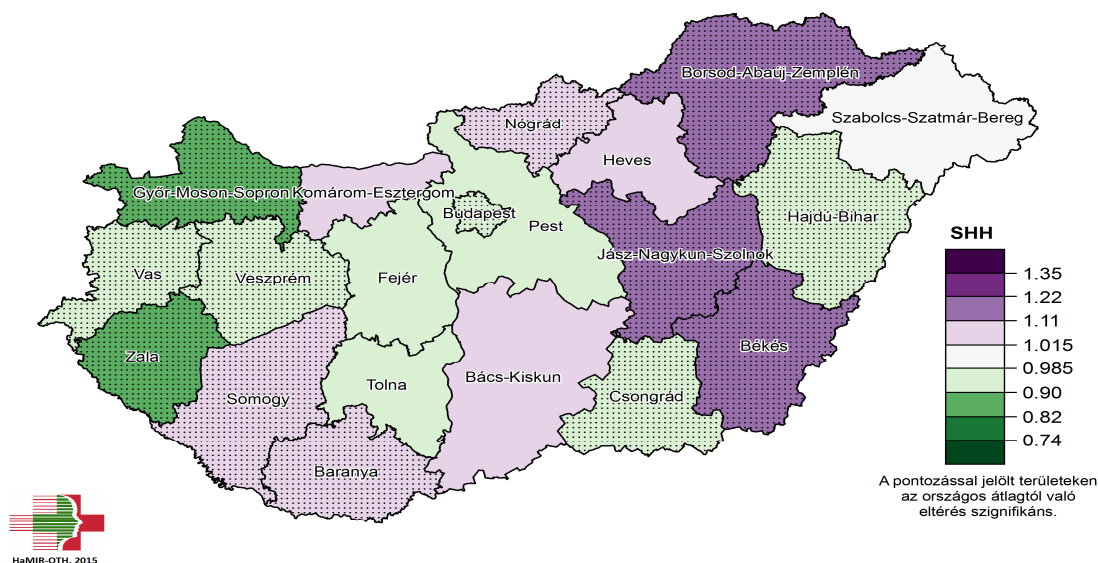 Borsod-Abaúj-Zemplén
Szabolcs-Szatmár-Bereg
Nógrád
Heves
Győr-Moson-Sopron
Komárom-Esztergom
Budapest
Pest
Hajdú-Bihar
Jász-Nagykun-Szolnok
Vas
Veszprém
Fejér
Zala
Békés
Tolna
Bács-Kiskun
Csongrád
Somogy
Baranya
SHH
1.35
1.22
1.11
1.015
0.985
0.90
0.82
0.74
A pontozással jelölt területeken
az országos átlagtól való
eltérés szignifikáns.
HaMIR-OTH, 2015